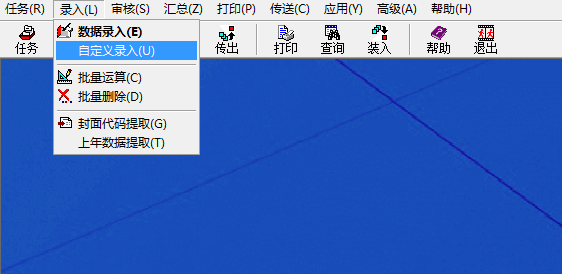 任务(R) 录入(L) 审核(S) 汇总(Z) 打印(P) 传送(C) 应用(Y) 高级(A) 帮助(H)
任务 传出 打印 查询 装入 帮助 退出
数据录入(E)
自定义录入(U)
批量运算(C)
批量删除(D)
封面代码提取(G)
上年数据提取(T)